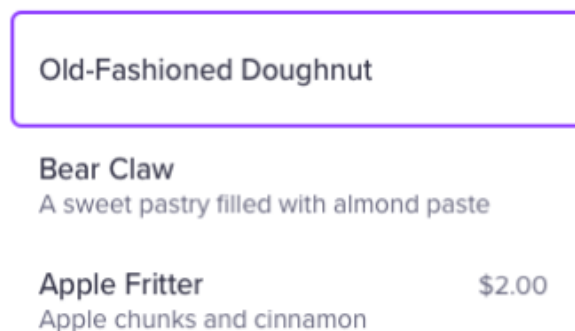 Old-Fashioned Doughnut
Bear Claw
A sweet pastry filled with almond paste
Apple Fritter $2.00
Apple chunks and cinnamon